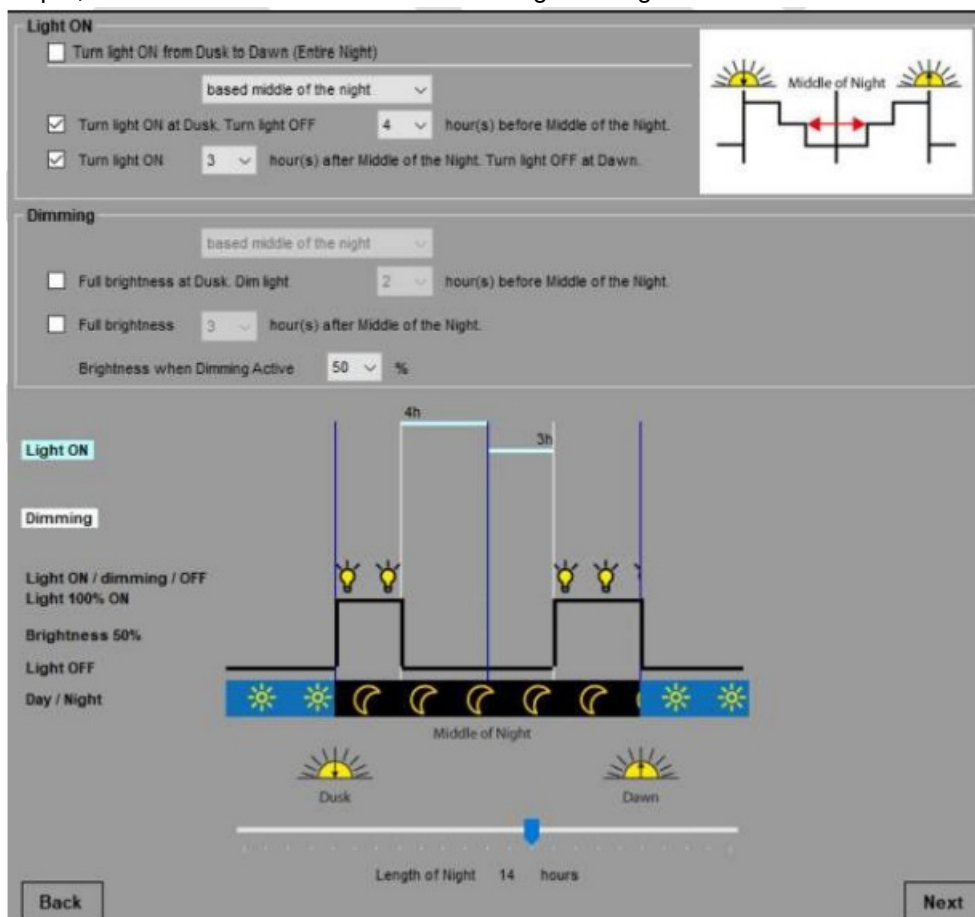 Light ON
Turn light ON from Dusk to Dawn (Entire Night)
based middle of the night
Turn light ON at Dusk. Turn light OFF 4 hour(s) before Middle of the Night.
Turn light ON 3 hour(s) after Middle of the Night. Turn light OFF at Dawn.
Middle of Night
Dimming
based middle of the night
Full brightness at Dusk. Dim light 2 hour(s) before Middle of the Night.
Full brightness 3 hour(s) after Middle of the Night.
Brightness when Dimming Active 50 %
4h
3h
Light ON
Dimming
Light ON / dimming / OFF
Light 100% ON
Brightness 50%
Light OFF
Day / Night
Middle of Night
Dusk Dawn
Length of Night 14 hours
Back Next